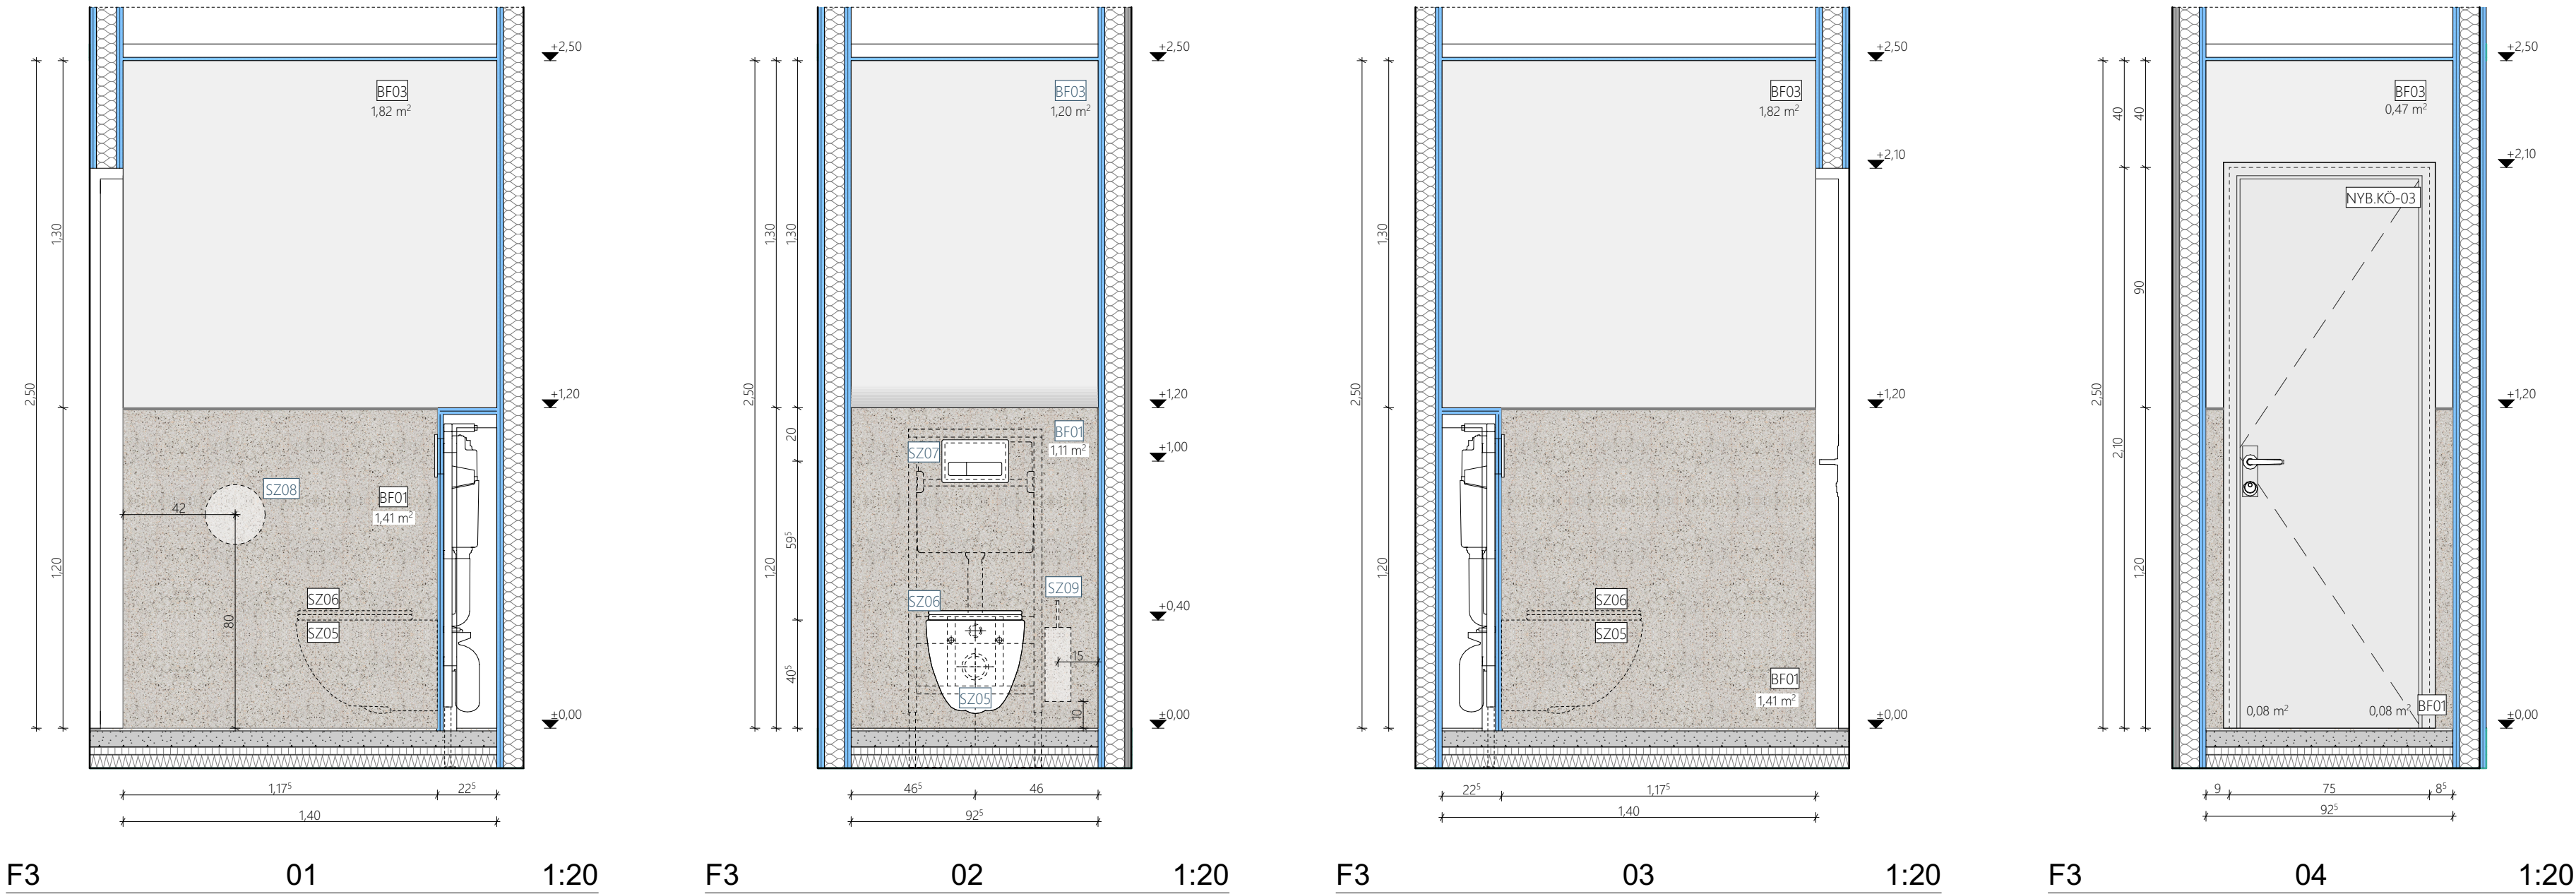 +2,50
BF03
1,82 m²
1,30
2,50
+1,20
SZ08
BF01
1,41 m²
42
1,20
SZ06
80
SZ05
±0,00
1,17⁵
22⁵
1,40
F3
01
1:20
+2,50
BF03
1,20 m²
1,30
1,30
2,50
+1,20
BF01
1,11 m²
20
SZ07
+1,00
59⁵
1,20
SZ09
SZ06
+0,40
15
40⁵
SZ05
10
±0,00
46⁵
46
92⁵
F3
02
1:20
+2,50
BF03
1,82 m²
+2,10
1,30
2,50
+1,20
1,20
SZ06
SZ05
BF01
1,41 m²
±0,00
22⁵
1,17⁵
1,40
F3
03
1:20
+2,50
BF03
0,47 m²
40
40
+2,10
NYB.KÖ-03
90
2,50
+1,20
2,10
1,20
0,08 m²
0,08 m²
BF01
±0,00
9
75
8⁵
92⁵
F3
04
1:20